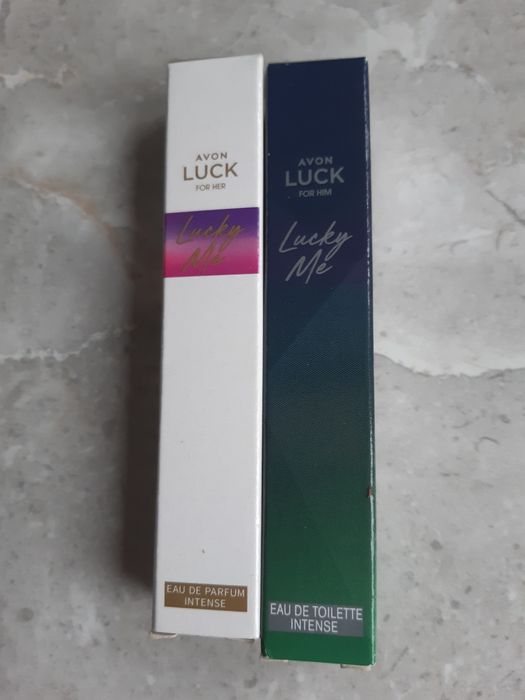 AVON
LUCK
FOR HER
Lucky
Me
EAU DE PARFUM
INTENSE
AVON
LUCK
FOR HIM
Lucky
Me
EAU DE TOILETTE
INTENSE